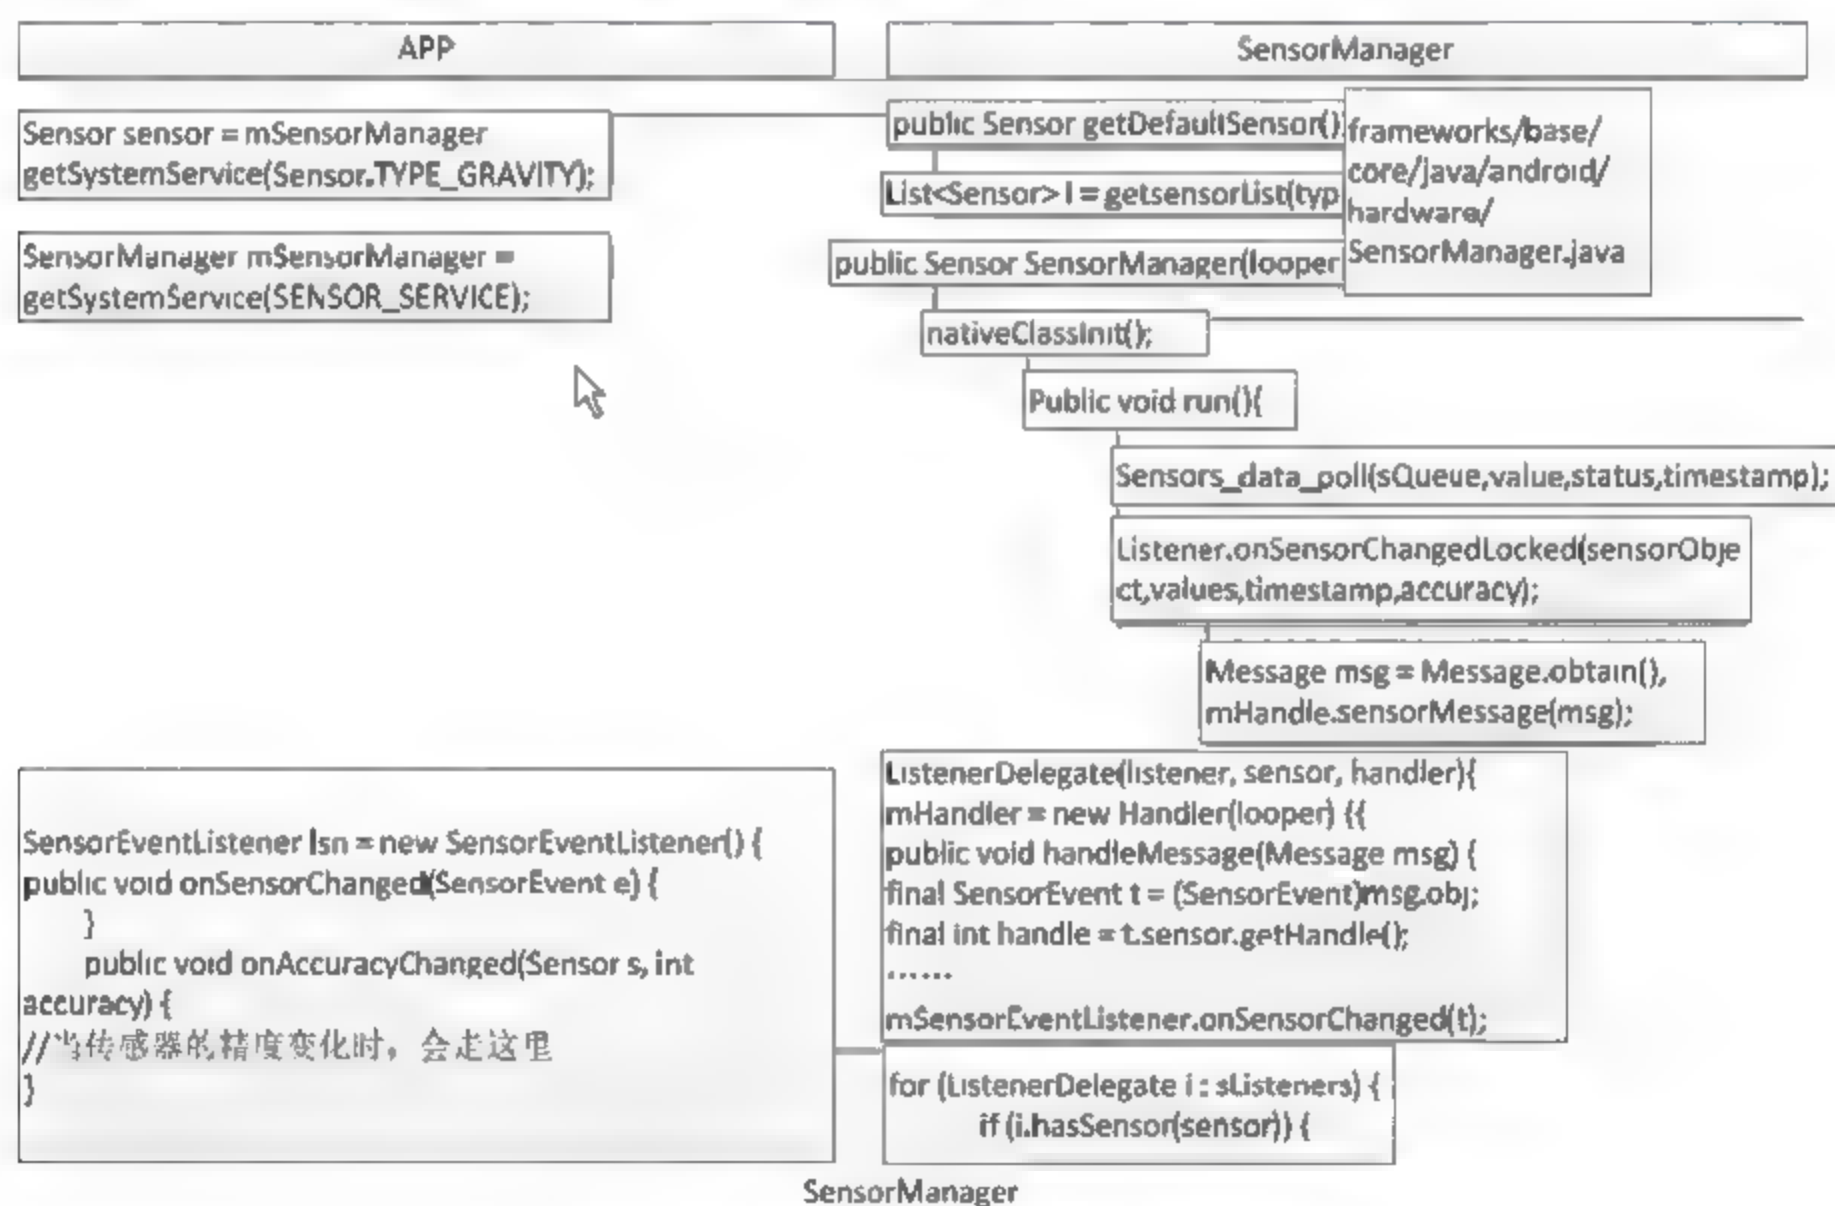 APP
SensorManager
Sensor sensor = mSensorManager
getSystemService(Sensor.TYPE_GRAVITY);
SensorManager mSensorManager =
getSystemService(SENSOR_SERVICE);
public Sensor getDefaultSensor()
List<Sensor> l = getsensorList(typ
public Sensor SensorManager(looper
frameworks/base/
core/java/android/
hardware/
SensorManager.java
nativeClassInit();
Public void run(){
Sensors_data_poll(sQueue,value,status,timestamp);
Listener.onSensorChangedLocked(sensorObje
ct,values,timestamp,accuracy);
Message msg = Message.obtain(),
mHandle.sensorMessage(msg);
SensorEventListener lsn = new SensorEventListener() {
public void onSensorChanged(SensorEvent e) {
}
public void onAccuracyChanged(Sensor s, int
accuracy) {
//当传感器的精度变化时，会走这里
}
ListenerDelegate(listener, sensor, handler){
mHandler = new Handler(looper) {{
public void handleMessage(Message msg) {
final SensorEvent t = (SensorEvent)msg.obj;
final int handle = t.sensor.getHandle();
......
mSensorEventListener.onSensorChanged(t);
for (ListenerDelegate i : sListeners) {
if (i.hasSensor(sensor)) {
SensorManager